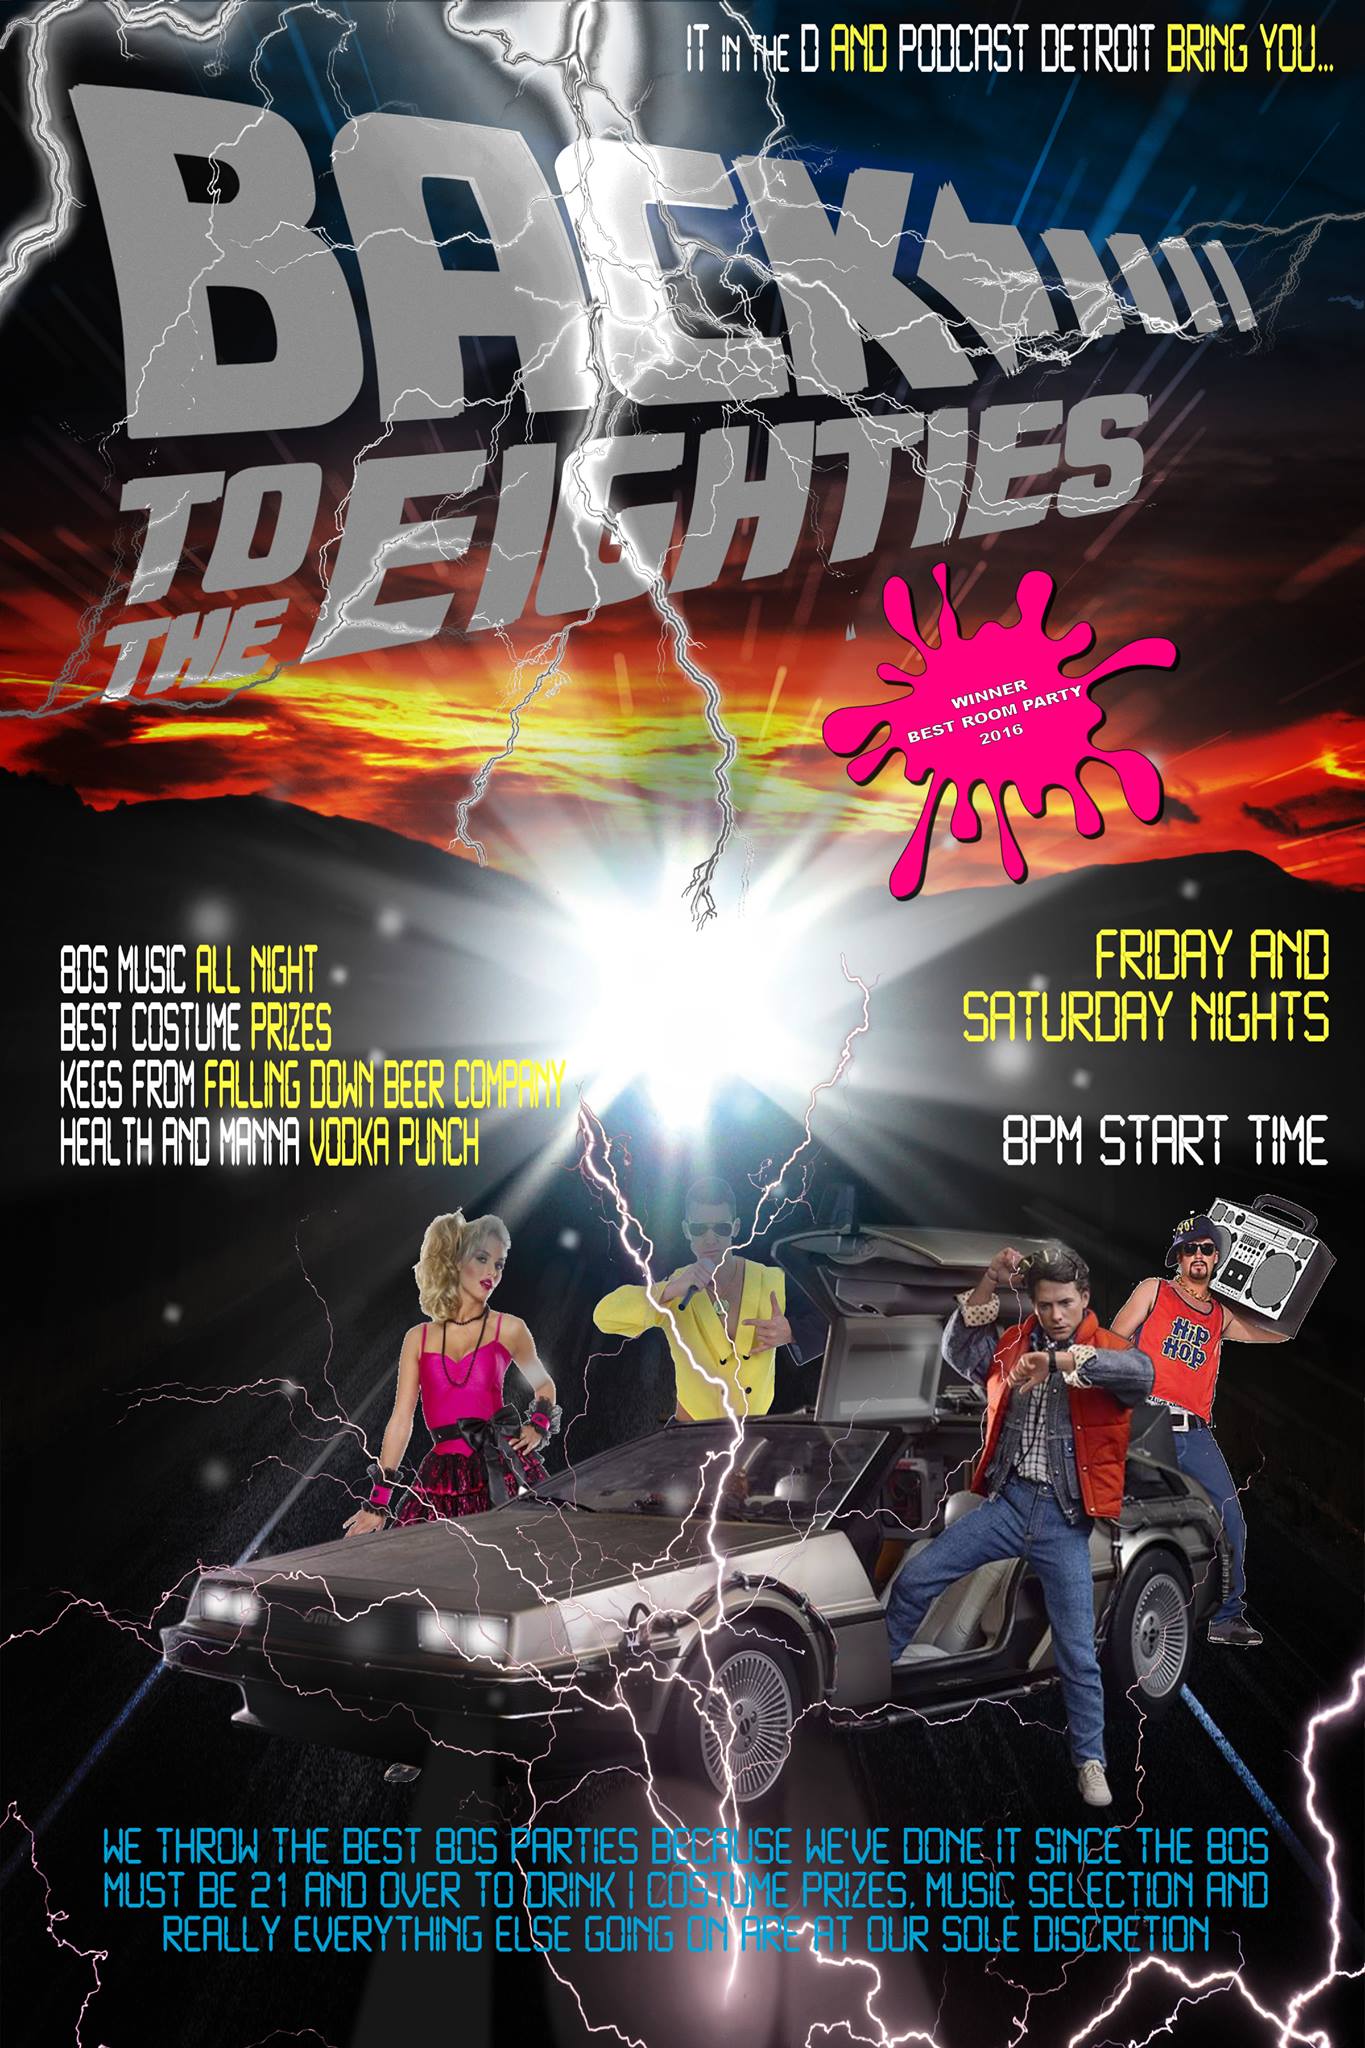 IT IN THE D AND PODCAST DETROIT BRING YOU...
BACK
TO THE EIGHTIES
WINNER
BEST ROOM PARTY
2016
80S MUSIC ALL NIGHT
BEST COSTUME PRIZES
KEGS FROM FALLING DOWN BEER COMPANY
HEALTH AND MANNA VODKA PUNCH
FRIDAY AND
SATURDAY NIGHTS
8PM START TIME
YO!
HIP
HOP
DIFFERENT
DMC
WE THROW THE BEST 80S PARTIES BECAUSE WE'VE DONE IT SINCE THE 80S
MUST BE 21 AND OVER TO DRINK | COSTUME PRIZES, MUSIC SELECTION AND
REALLY EVERYTHING ELSE GOING ON ARE AT OUR SOLE DISCRETION